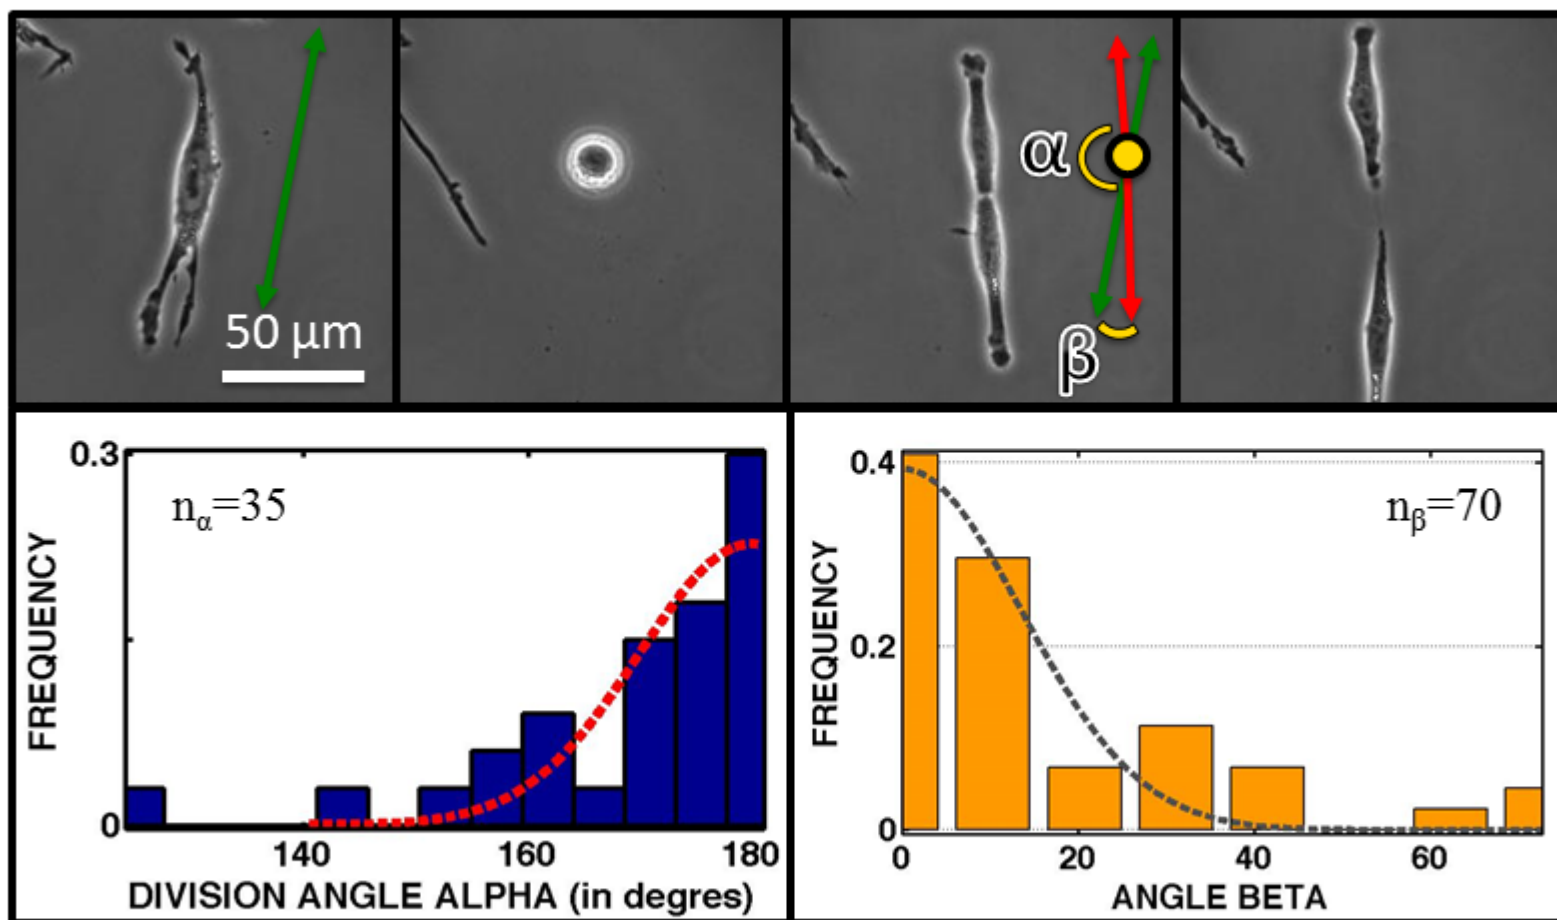 50 µm
α
β
0.3
0
nα=35
FREQUENCY
140 160 180
DIVISION ANGLE ALPHA (in degres)
0.4
0.2
0
nβ=70
FREQUENCY
0 20 40 60
ANGLE BETA